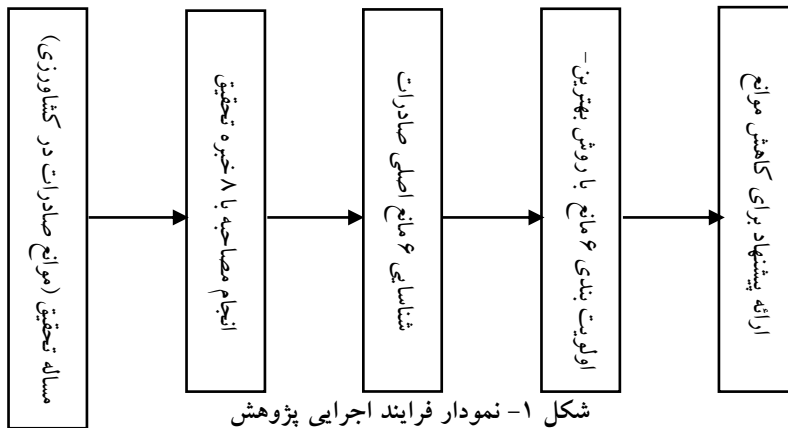 مساله تحقیق (موانع صادرات در کشاورزی)
انجام مصاحبه با ۸ خبره تحقیق
شناسایی ۶ مانع اصلی صادرات
اولویت بندی ۶ مانع با روش بهترین-
ارائه پیشنهاد برای کاهش موانع
شکل ۱- نمودار فرایند اجرایی پژوهش